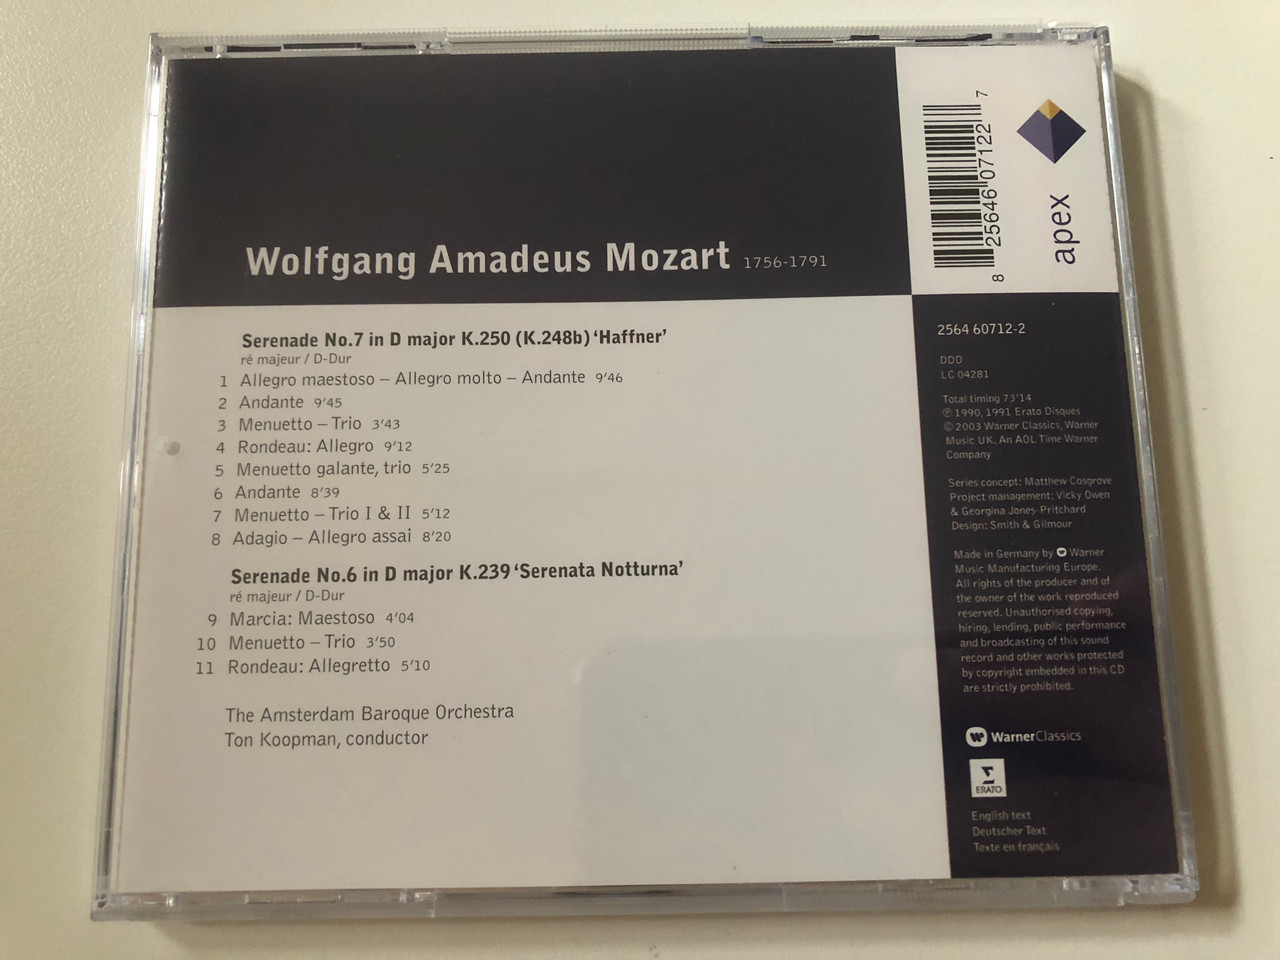 Wolfgang Amadeus Mozart 1756-1791
Serenade No.7 in D major K.250 (K.248b) ‘Haffner’
ré majeur / D-Dur
1 Allegro maestoso – Allegro molto – Andante 9’46
2 Andante 9’45
3 Menuetto – Trio 3’43
4 Rondeau: Allegro 9’12
5 Menuetto galante, trio 5’25
6 Andante 8’39
7 Menuetto – Trio I & II 5’12
8 Adagio – Allegro assai 8’20
Serenade No.6 in D major K.239 ‘Serenata Notturna’
ré majeur / D-Dur
9 Marcia: Maestoso 4’04
10 Menuetto – Trio 3’50
11 Rondeau: Allegretto 5’10
The Amsterdam Baroque Orchestra
Ton Koopman, conductor
8 25646 07122 7
apex
2564 60712-2
DDD
LC 04281
Total timing 73’14
℗ 1990, 1991 Erato Disques
© 2003 Warner Classics, Warner
Music UK. An AOL Time Warner
Company
Series concept: Matthew Cosgrove
Project management: Vicky Owen
& Georgina Jones-Pritchard
Design: Smith & Gilmour
Made in Germany by Warner
Music Manufacturing Europe.
All rights of the producer and of
the owner of the work reproduced
reserved. Unauthorised copying,
hiring, lending, public performance
and broadcasting of this sound
record and other works protected
by copyright embedded in this CD
are strictly prohibited.
WarnerClassics
ERATO
English text
Deutscher Text
Texte en français